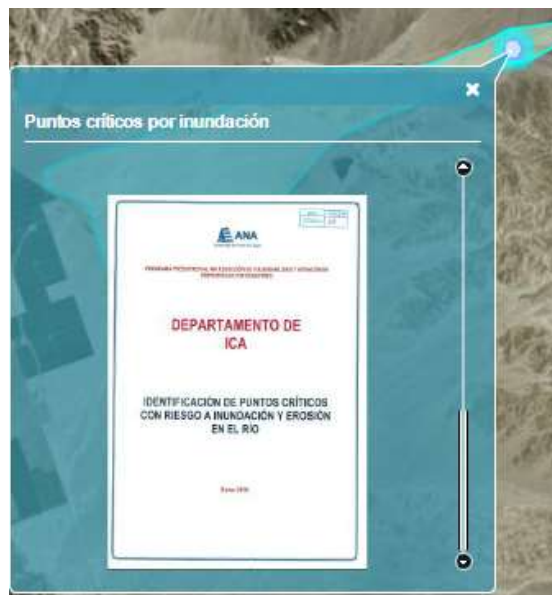 Puntos críticos por inundación
ANA
DEPARTAMENTO DE
ICA
IDENTIFICACIÓN DE PUNTOS CRÍTICOS
CON RIESGO A INUNDACIÓN Y EROSIÓN
EN EL RÍO